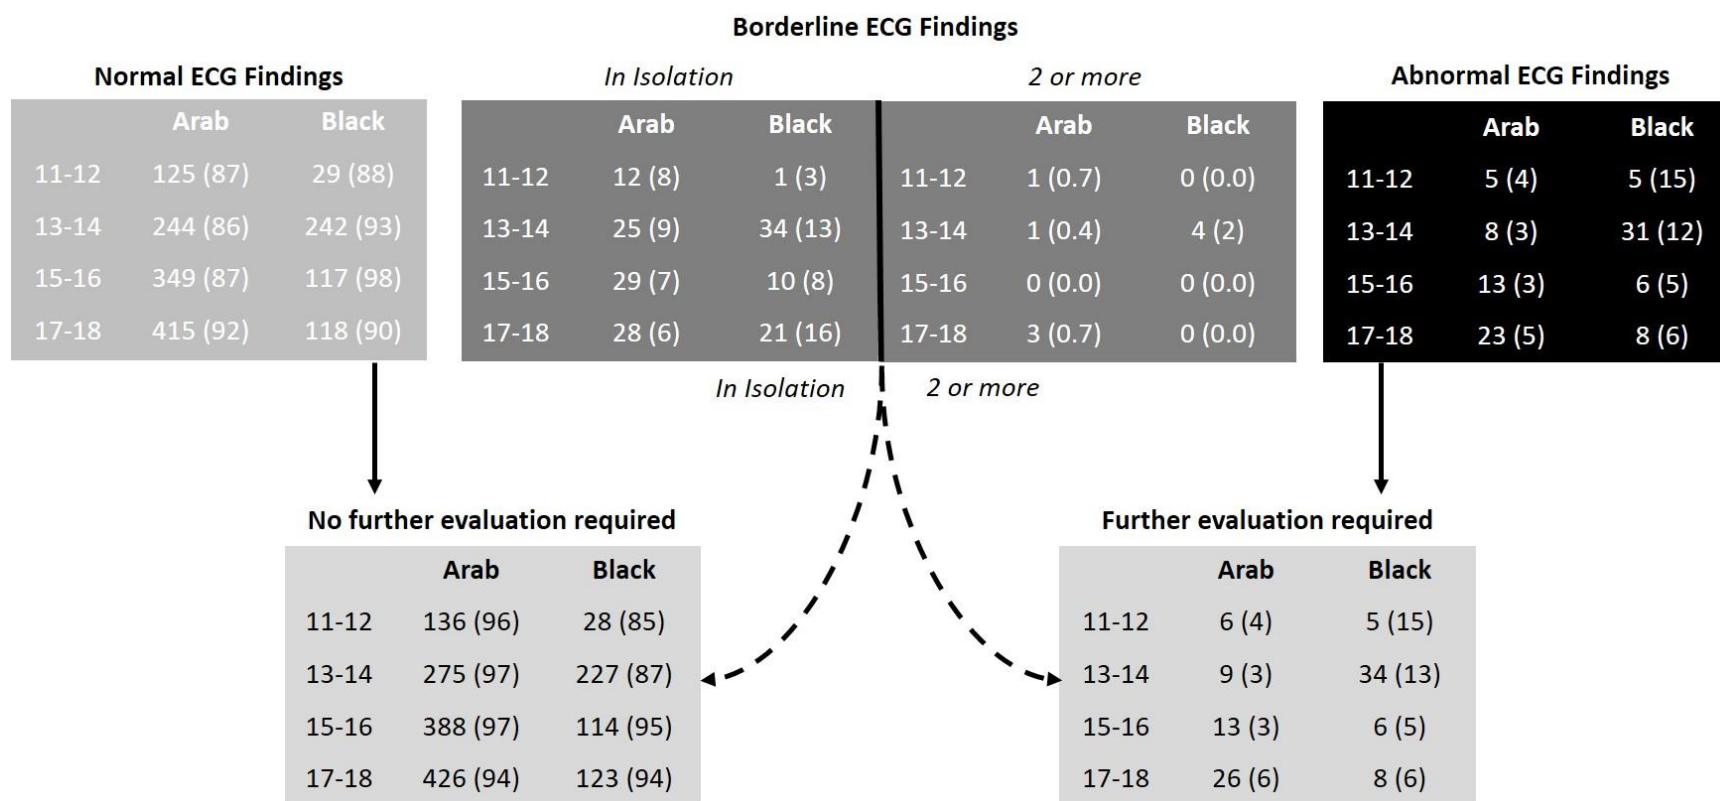 Borderline ECG Findings
Normal ECG Findings
In Isolation
2 or more
Abnormal ECG Findings
Arab Black
11-12 125 (87) 29 (88)
13-14 244 (86) 242 (93)
15-16 349 (87) 117 (98)
17-18 415 (92) 118 (90)
Arab Black
11-12 12 (8) 1 (3)
13-14 25 (9) 34 (13)
15-16 29 (7) 10 (8)
17-18 28 (6) 21 (16)
Arab Black
11-12 1 (0.7) 0 (0.0)
13-14 1 (0.4) 4 (2)
15-16 0 (0.0) 0 (0.0)
17-18 3 (0.7) 0 (0.0)
Arab Black
11-12 5 (4) 5 (15)
13-14 8 (3) 31 (12)
15-16 13 (3) 6 (5)
17-18 23 (5) 8 (6)
In Isolation
2 or more
No further evaluation required
Arab Black
11-12 136 (96) 28 (85)
13-14 275 (97) 227 (87)
15-16 388 (97) 114 (95)
17-18 426 (94) 123 (94)
Further evaluation required
Arab Black
11-12 6 (4) 5 (15)
13-14 9 (3) 34 (13)
15-16 13 (3) 6 (5)
17-18 26 (6) 8 (6)